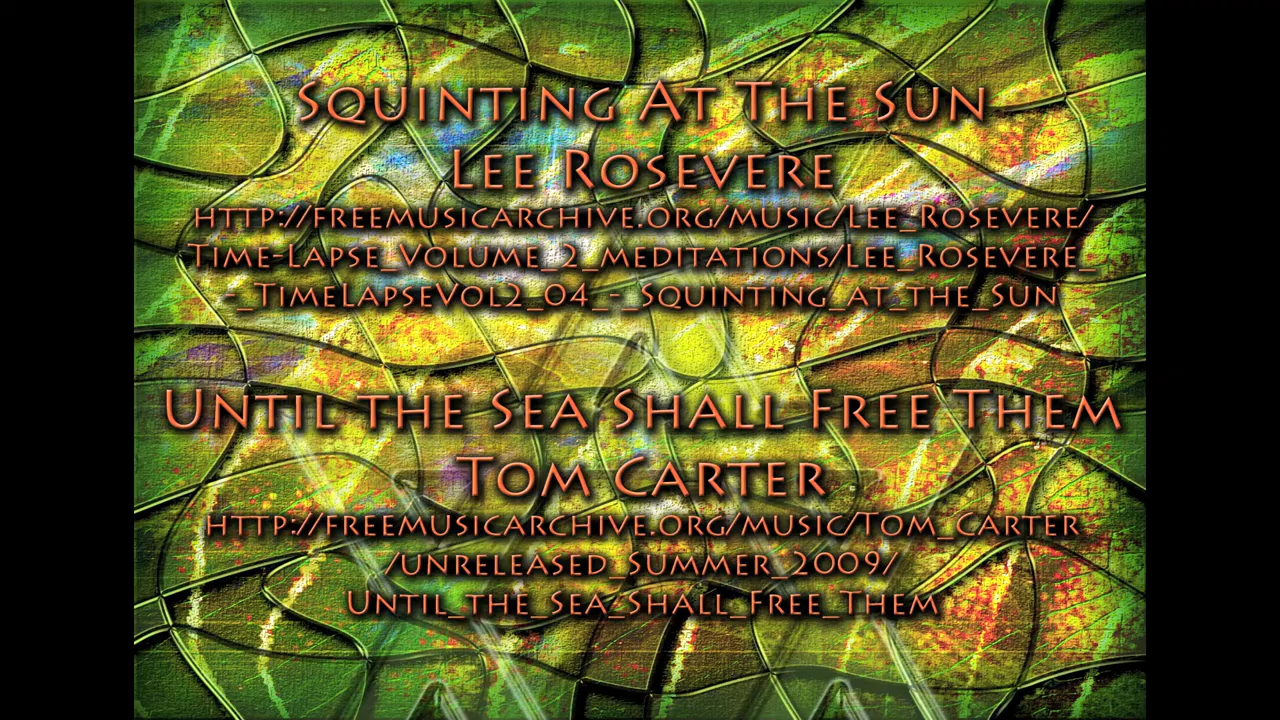 Squinting At The Sun
Lee Rosevere
http://freemusicarchive.org/music/Lee_Rosevere/
Time-Lapse_Volume_2_meditations/Lee_Rosevere_
-_TimeLapseVol2_04_-_Squinting_at_the_Sun
Until the Sea Shall Free Them
Tom Carter
http://freemusicarchive.org/music/Tom_Carter
/unreleased_summer_2009/
Until_the_Sea_Shall_Free_Them